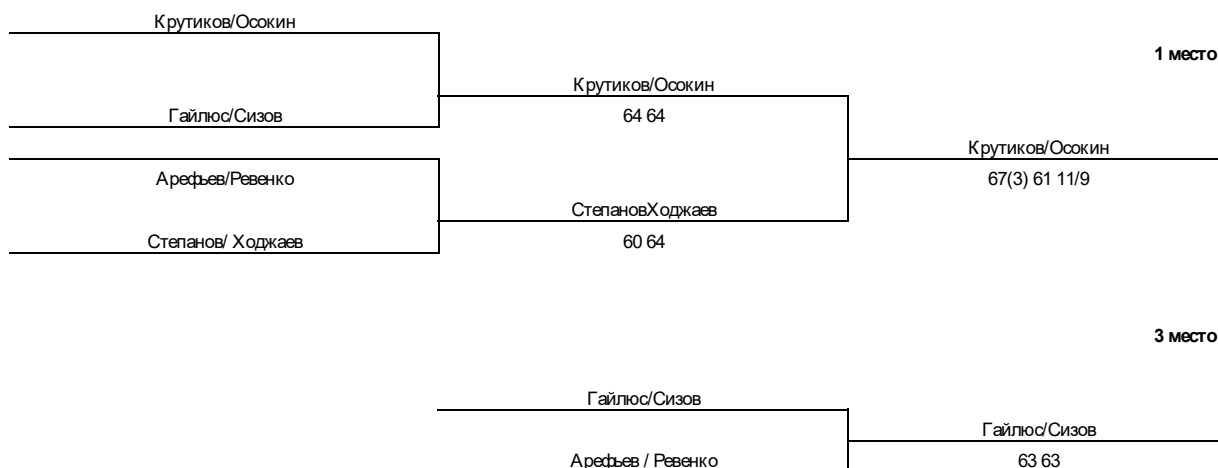 Крутиков/Осокин
1 место
Крутиков/Осокин
Гайлюс/Сизов
64 64
Крутиков/Осокин
Арефьев/Ревенко
67(3) 61 11/9
СтепановХоджаев
Степанов/ Ходжаев
60 64
3 место
Гайлюс/Сизов
Гайлюс/Сизов
Арефьев / Ревенко
63 63